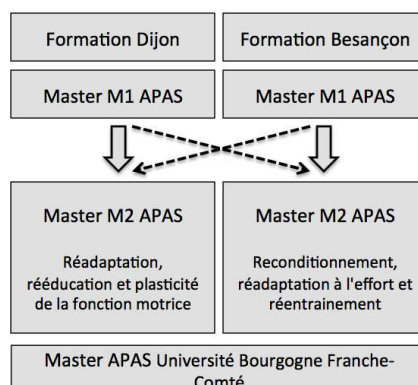 Formation Dijon
Formation Besançon
Master M1 APAS
Master M1 APAS
Master M2 APAS
Réadaptation,
rééducation et plasticité
de la fonction motrice
Master M2 APAS
Reconditionnement,
réadaptation à l'effort et
réentrainement
Master APAS Université Bourgogne Franche-
Comté